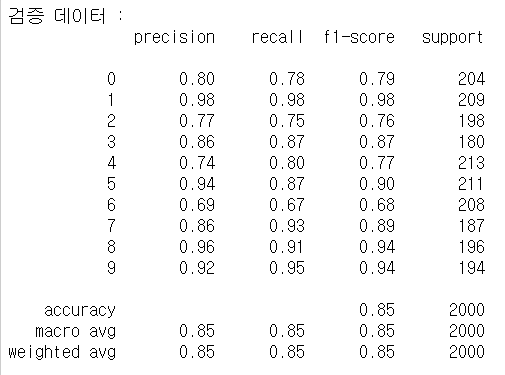 검증 데이터 :
precision recall f1-score support
0 0.80 0.78 0.79 204
1 0.98 0.98 0.98 209
2 0.77 0.75 0.76 198
3 0.86 0.87 0.87 180
4 0.74 0.80 0.77 213
5 0.94 0.87 0.90 211
6 0.69 0.67 0.68 208
7 0.86 0.93 0.89 187
8 0.96 0.91 0.94 196
9 0.92 0.95 0.94 194
accuracy 0.85 2000
macro avg 0.85 0.85 0.85 2000
weighted avg 0.85 0.85 0.85 2000